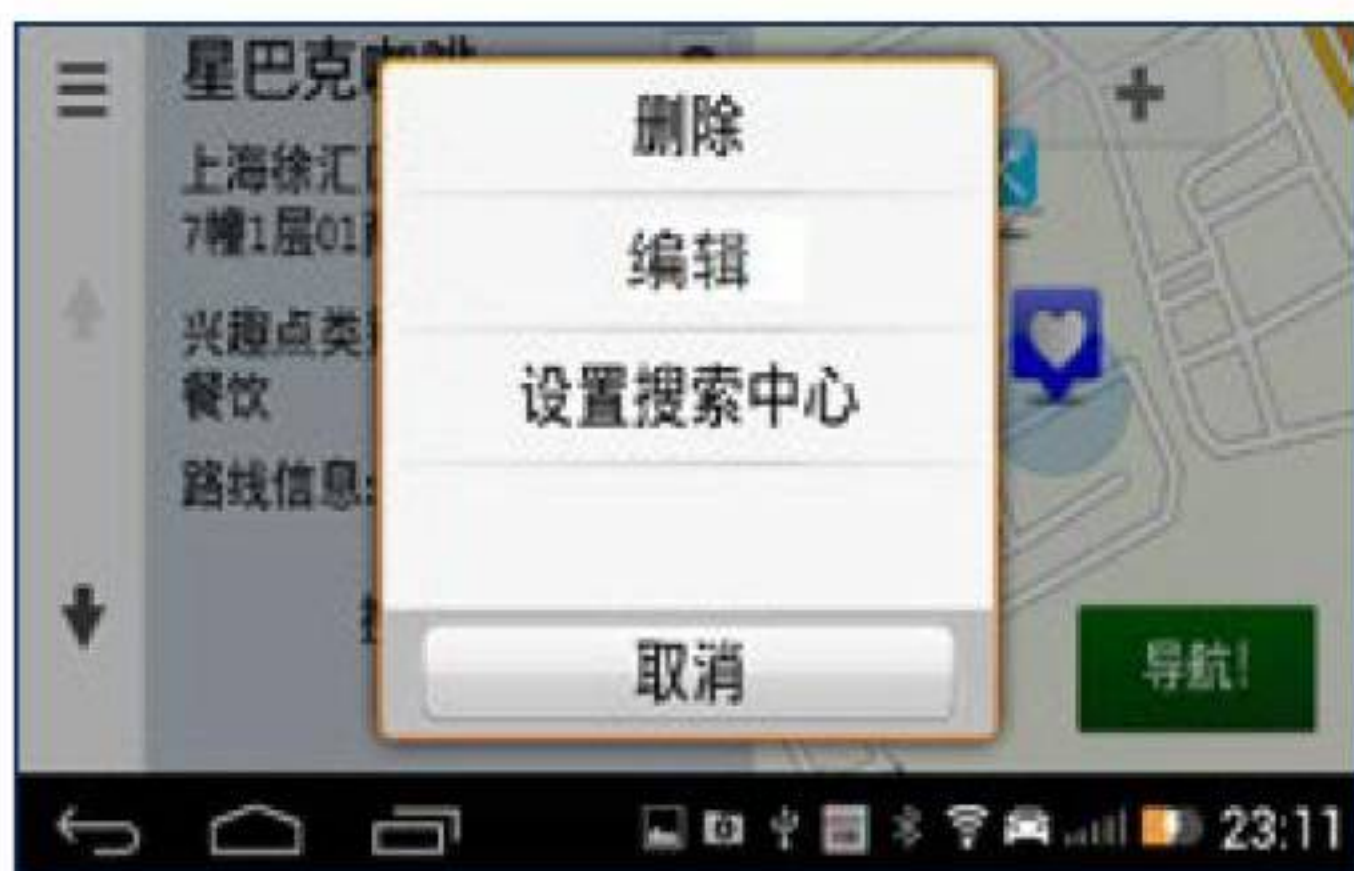 星巴克
上海徐汇
7幢1层01
兴趣点类
餐饮
路线信息:
删除
编辑
设置搜索中心
取消
导航!
23:11